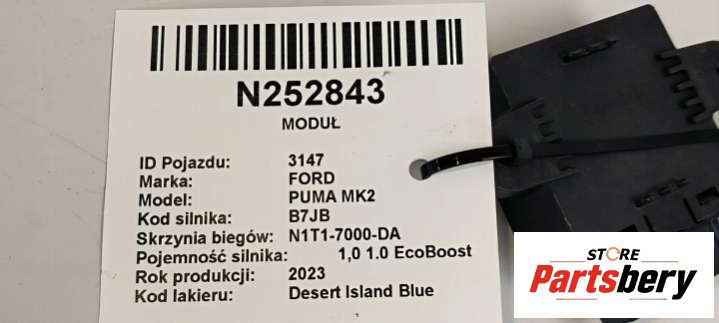 N252843
MODUŁ
ID Pojazdu: 3147
Marka: FORD
Model: PUMA MK2
Kod silnika: B7JB
Skrzynia biegów: N1T1-7000-DA
Pojemność silnika: 1,0 1.0 EcoBoost
Rok produkcji: 2023
Kod lakieru: Desert Island Blue
STORE
Partsbery